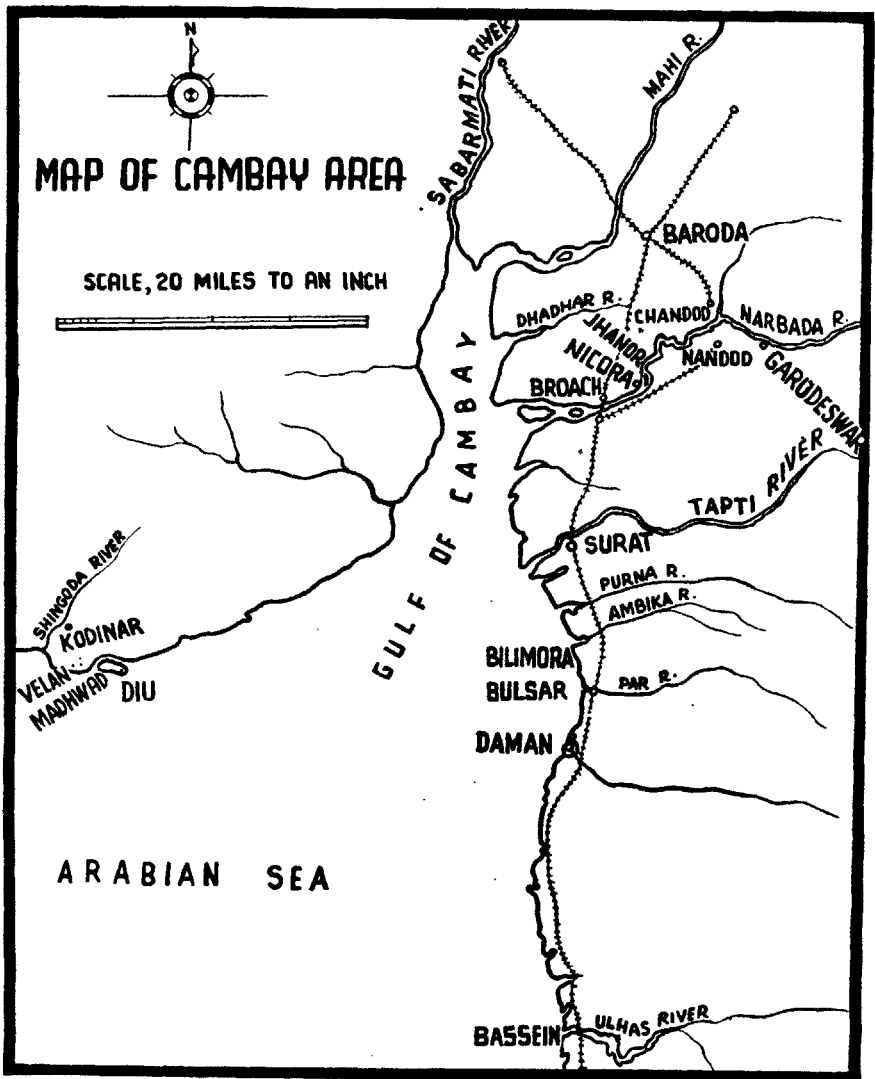 N
MAP OF CAMBAY AREA
SCALE, 20 MILES TO AN INCH
SABARMATI RIVER
MAHI R.
BARODA
DHADHAR R.
CHANDOD
NARBADA R.
JHANOR
NICORA
NANDOD
GARUDESWAR
BROACH
GULF OF CAMBAY
TAPTI RIVER
SURAT
PURNA R.
AMBIKA R.
SHINGODA RIVER
KODINAR
VELAN
MADHWAD
DIU
BILIMORA
BULSAR
PAR R.
DAMAN
ARABIAN SEA
BASSEIN
ULHAS RIVER